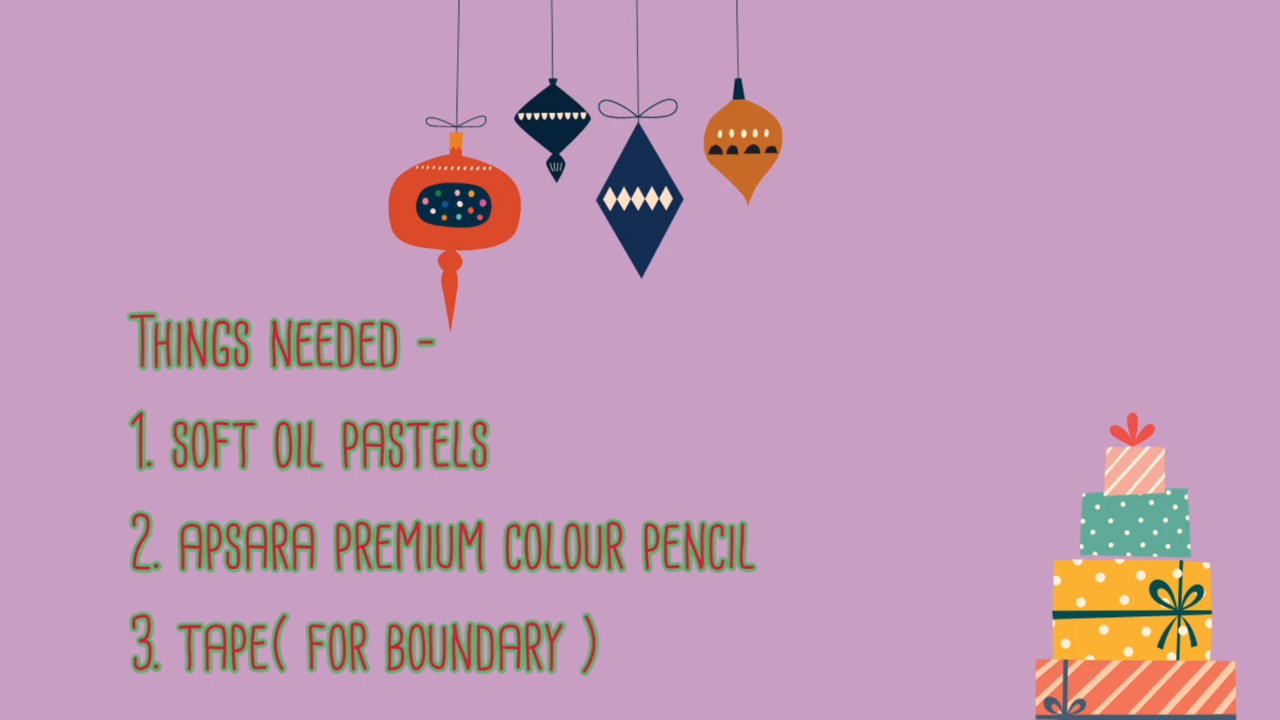 THINGS NEEDED -
1. SOFT OIL PASTELS
2. APSARA PREMIUM COLOUR PENCIL
3. TAPE( FOR BOUNDARY )